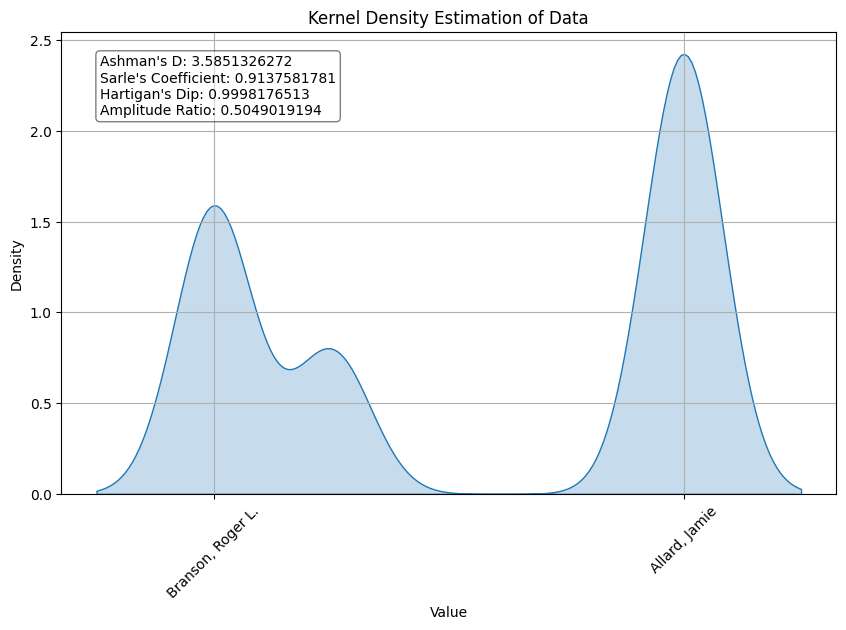 Kernel Density Estimation of Data
Ashman's D: 3.5851326272
Sarle's Coefficient: 0.9137581781
Hartigan's Dip: 0.9998176513
Amplitude Ratio: 0.5049019194
2.5
2.0
1.5
1.0
0.5
0.0
Density
Branson, Roger L.
Allard, Jamie
Value